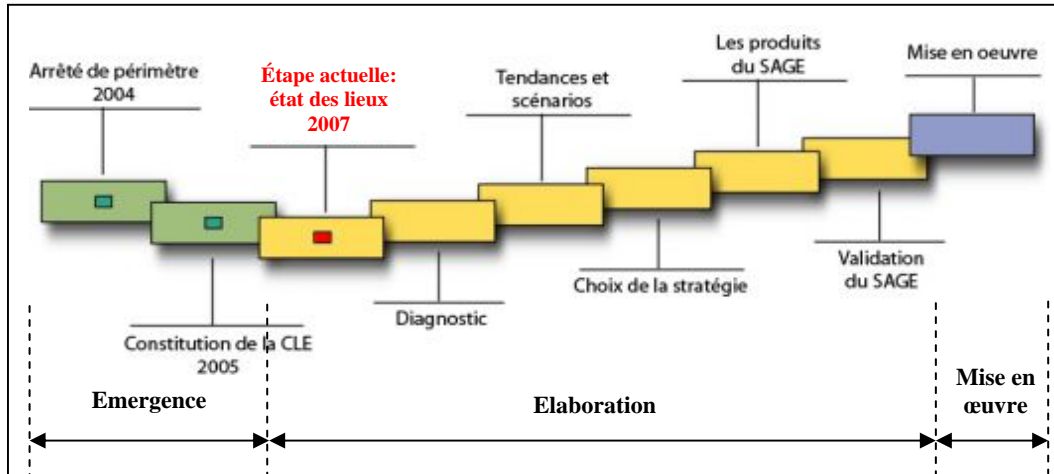 Arrêté de périmètre
2004
Étape actuelle:
état des lieux
2007
Tendances et
scénarios
Les produits
du SAGE
Mise en oeuvre
Constitution de la CLE
2005
Diagnostic
Choix de la stratégie
Validation
du SAGE
Emergence
Elaboration
Mise en
œuvre